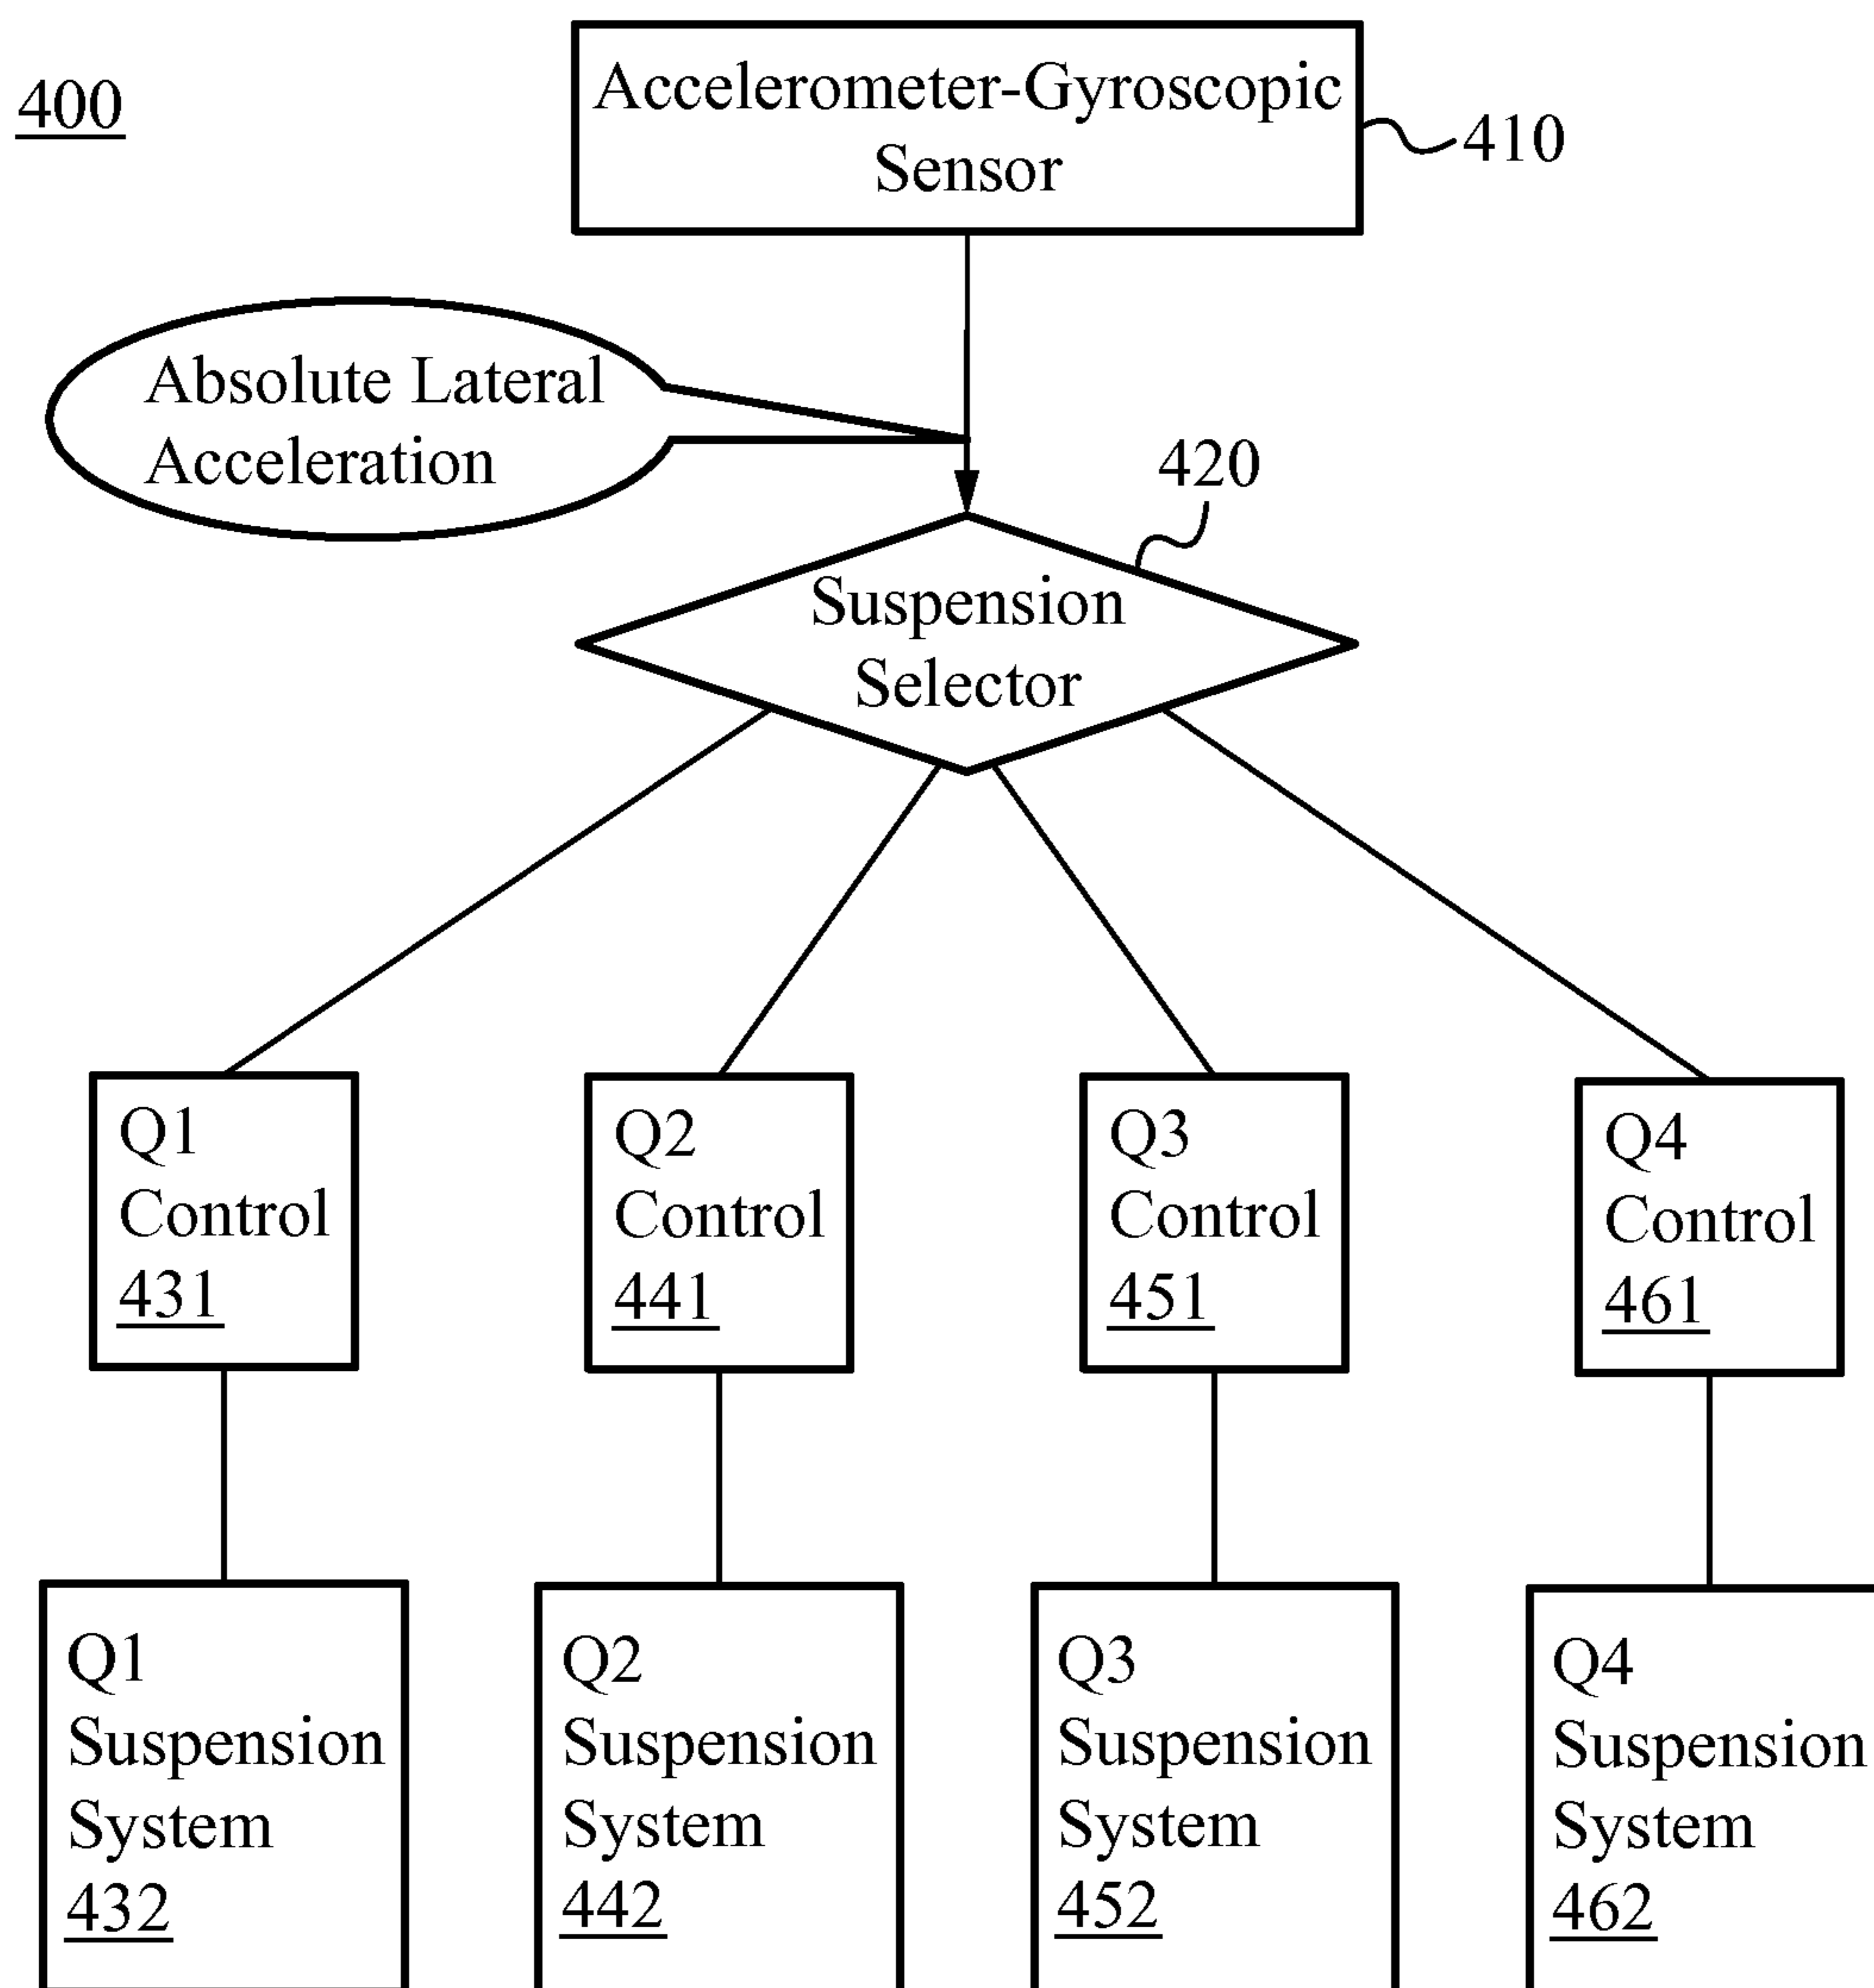 400
Accelerometer-Gyroscopic
Sensor
410
Absolute Lateral
Acceleration
420
Suspension
Selector
Q1
Control
431
Q2
Control
441
Q3
Control
451
Q4
Control
461
Q1
Suspension
System
432
Q2
Suspension
System
442
Q3
Suspension
System
452
Q4
Suspension
System
462